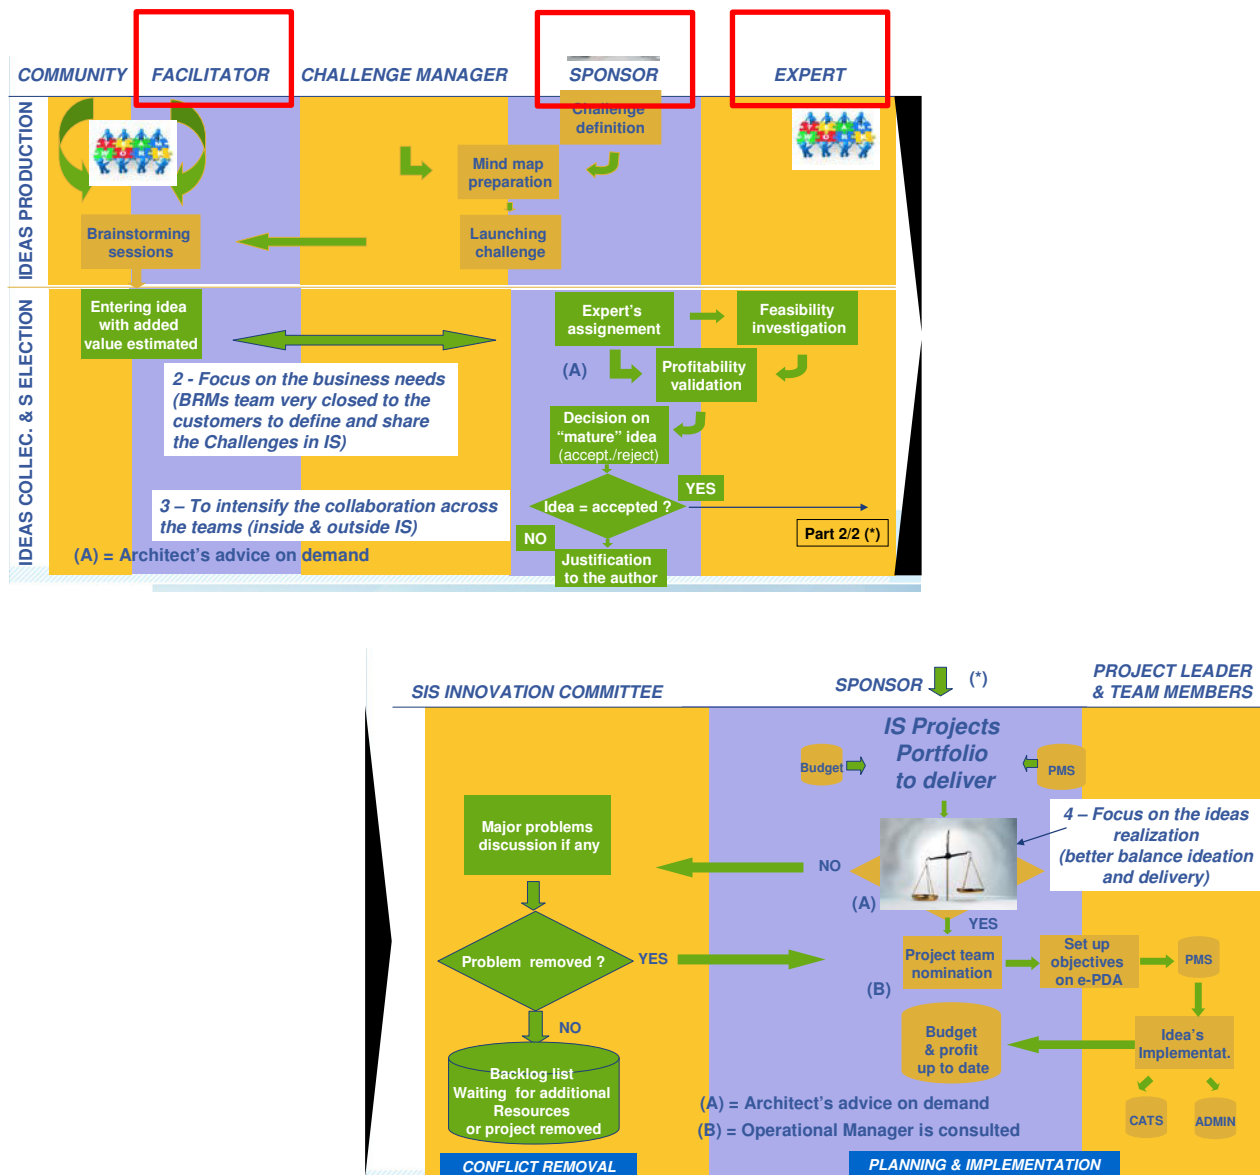 COMMUNITY FACILITATOR CHALLENGE MANAGER SPONSOR EXPERT
IDEAS PRODUCTION
Challenge
definition
Mind map
preparation
Brainstorming
sessions
Launching
challenge
IDEAS COLLEC. & S ELECTION
Entering idea
with added
value estimated
Expert's
assignement
Feasibility
investigation
(A)
Profitability
validation
2 - Focus on the business needs
(BRMs team very closed to the
customers to define and share
the Challenges in IS)
Decision on
“mature” idea
(accept./reject)
YES
Idea = accepted ?
3 – To intensify the collaboration across
the teams (inside & outside IS)
Part 2/2 (*)
NO
(A) = Architect's advice on demand
Justification
to the author
SIS INNOVATION COMMITTEE
SPONSOR (*)
PROJECT LEADER
& TEAM MEMBERS
IS Projects
Portfolio
to deliver
Budget
PMS
4 – Focus on the ideas
realization
(better balance ideation
and delivery)
Major problems
discussion if any
NO
(A)
YES
Problem removed ?
YES
Project team
nomination
(B)
Set up
objectives
on e-PDA
PMS
NO
Budget
& profit
up to date
Idea's
Implementat.
Backlog list
Waiting for additional
Resources
or project removed
(A) = Architect's advice on demand
(B) = Operational Manager is consulted
CATS
ADMIN
CONFLICT REMOVAL
PLANNING & IMPLEMENTATION